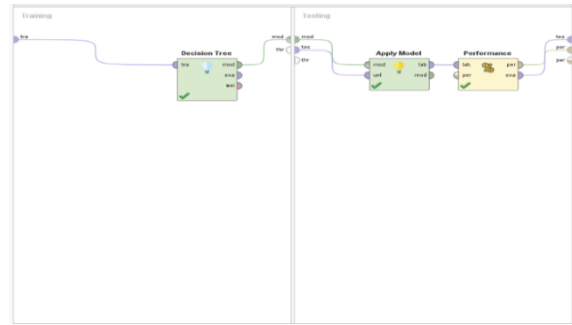 Training
Testing
tra
mod
thr
Decision Tree
tra
mod
exa
wei
mod
tes
thr
Apply Model
mod
unl
lab
mod
Performance
lab
per
per
exa
tes
per
per